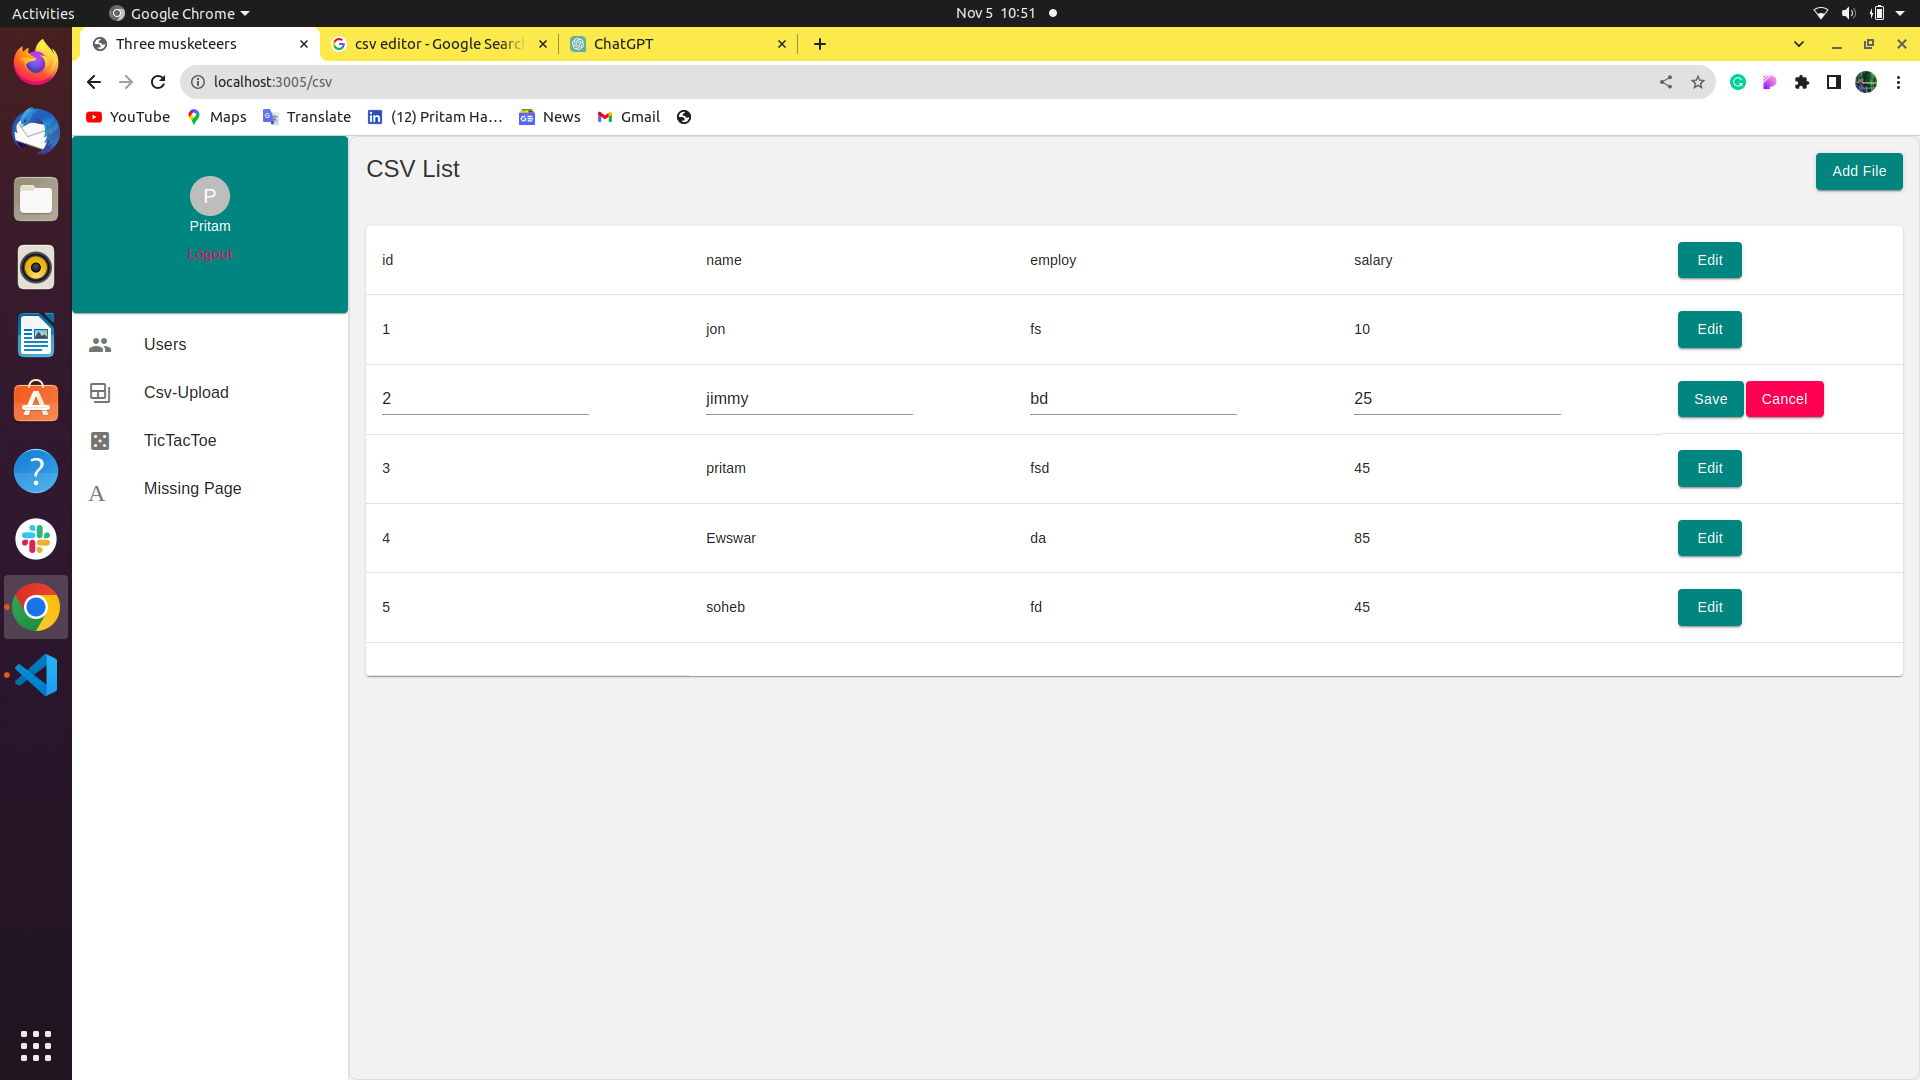 Activities Google Chrome Nov 5 10:51
Three musketeers csv editor - Google Searc ChatGPT
localhost:3005/csv
YouTube Maps Translate (12) Pritam Ha… News Gmail
P
Pritam
Logout
Users
Csv-Upload
TicTacToe
A Missing Page
CSV List Add File
id name employ salary Edit
1 jon fs 10 Edit
2 jimmy bd 25 Save Cancel
3 pritam fsd 45 Edit
4 Ewswar da 85 Edit
5 soheb fd 45 Edit